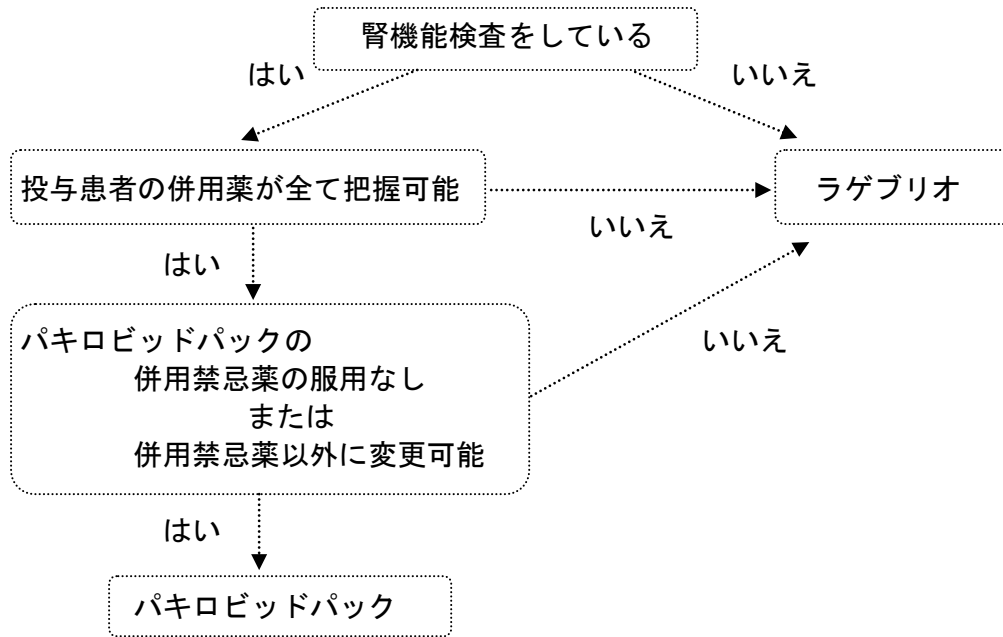 腎機能検査をしている
はい
いいえ
投与患者の併用薬が全て把握可能
ラゲブリオ
いいえ
はい
パキロビッドパックの
併用禁忌薬の服用なし
または
併用禁忌薬以外に変更可能
いいえ
はい
パキロビッドパック